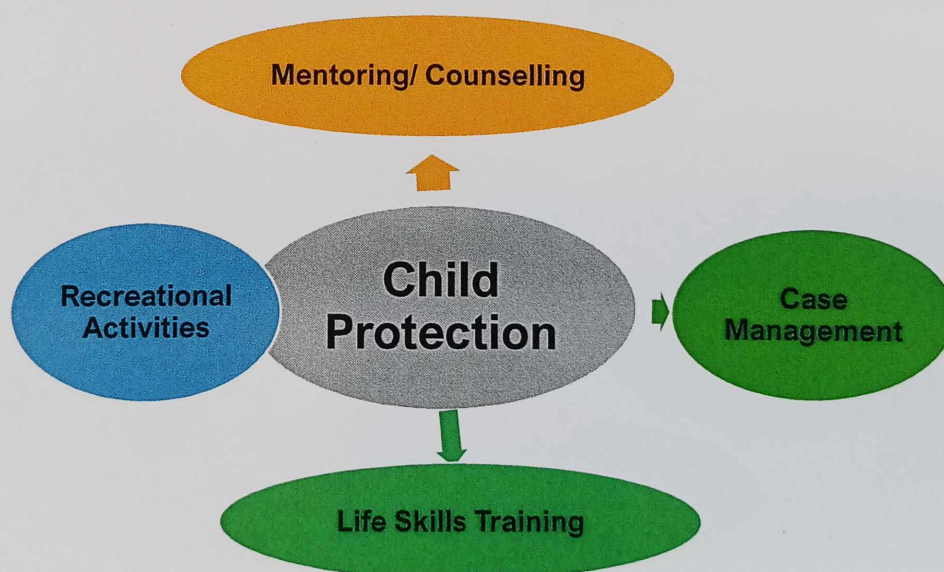 Mentoring/ Counselling
Recreational
Activities
Child
Protection
Case
Management
Life Skills Training